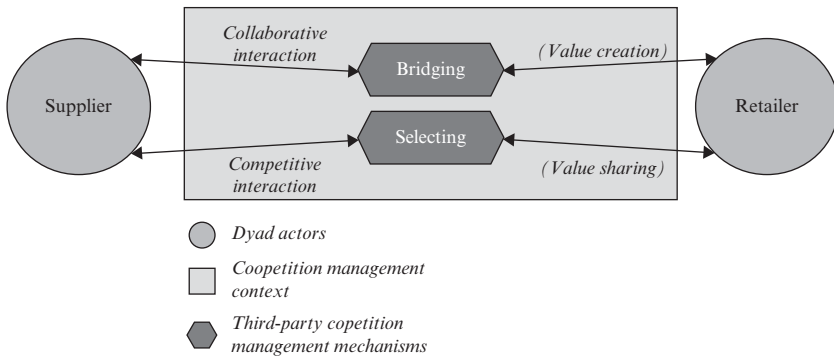 Collaborative
interaction
Bridging
(Value creation)
Supplier
Retailer
Selecting
Competitive
interaction
(Value sharing)
Dyad actors
Coopetition management
context
Third-party copetition
management mechanisms